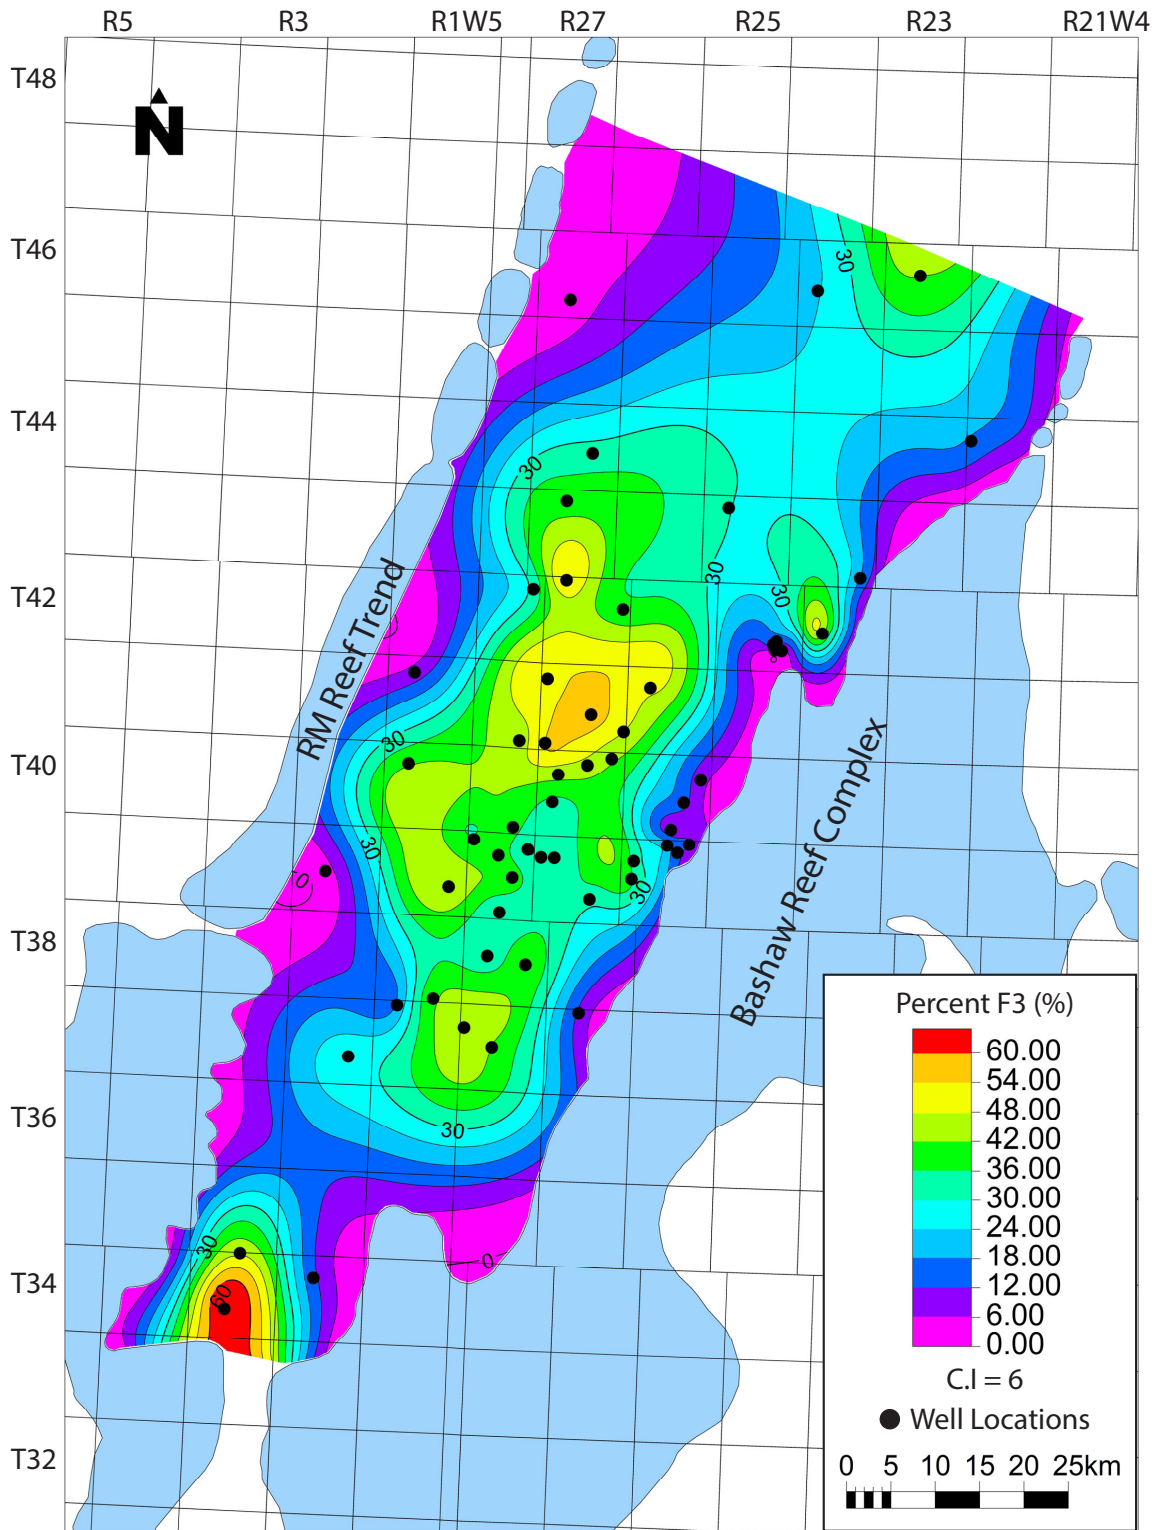 R5 R3 R1W5 R27 R25 R23 R21W4
T48
N
T46
30
T44
30
30
T42
30
RM Reef Trend
30
T40
30
Bashaw Reef Complex
0
30
T38
Percent F3 (%)
60.00
54.00
48.00
42.00
36.00
30.00
24.00
18.00
12.00
6.00
0.00
C.I = 6
Well Locations
0 5 10 15 20 25km
T36
30
30
0
T34
60
T32